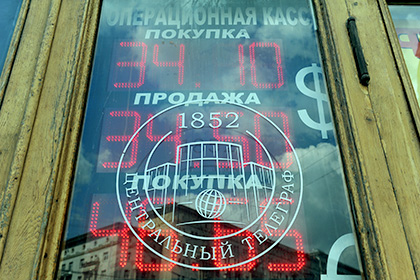 ОПЕРАЦИОННАЯ КАСС
ПОКУПКА
34 10
ПРОДАЖА
$
1852
ПОКУПКА
ЦЕНТРАЛЬНЫЙ ТЕЛЕГРАФ